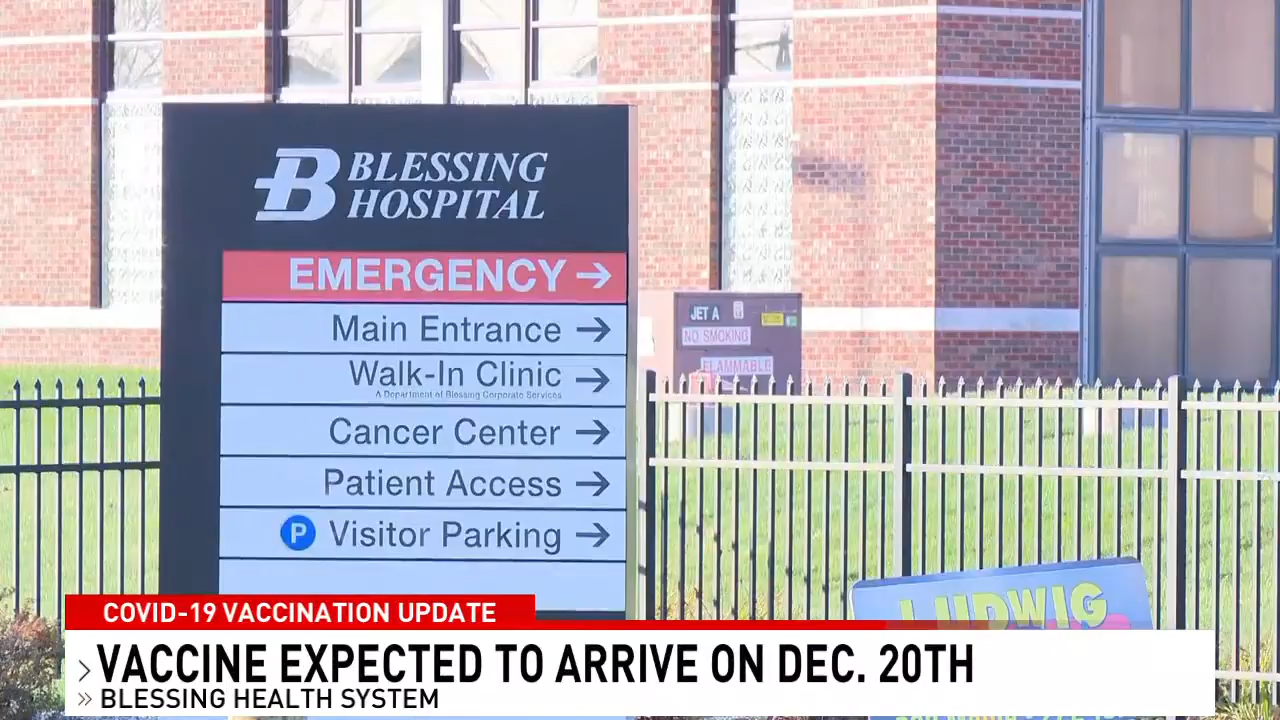 BLESSING
HOSPITAL
EMERGENCY →
Main Entrance →
Walk-In Clinic →
A Department of Blessing Corporate Services
Cancer Center →
Patient Access →
P Visitor Parking →
JET A
NO SMOKING
FLAMMABLE
LUDWIG
COVID-19 VACCINATION UPDATE
VACCINE EXPECTED TO ARRIVE ON DEC. 20TH
BLESSING HEALTH SYSTEM